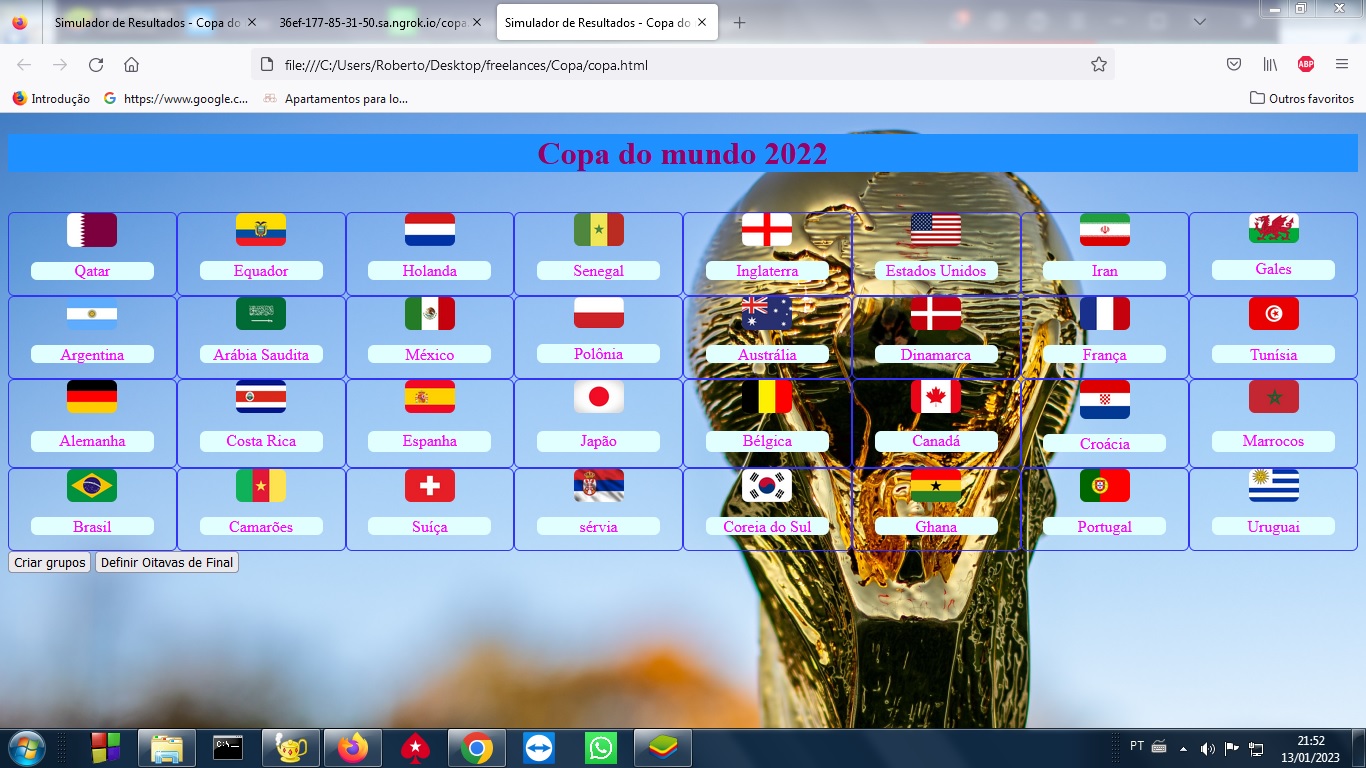 Simulador de Resultados - Copa do
36ef-177-85-31-50.sa.ngrok.io/copa
Simulador de Resultados - Copa do
file:///C:/Users/Roberto/Desktop/freelances/Copa/copa.html
ABP
Introdução
https://www.google.c...
Apartamentos para lo...
Outros favoritos
Copa do mundo 2022
Qatar Equador Holanda Senegal Inglaterra Estados Unidos Iran Gales
Argentina Arábia Saudita México Polônia Austrália Dinamarca França Tunísia
Alemanha Costa Rica Espanha Japão Bélgica Canadá Croácia Marrocos
Brasil Camarões Suíça sérvia Coreia do Sul Ghana Portugal Uruguai
Criar grupos Definir Oitavas de Final
PT
21:52
13/01/2023